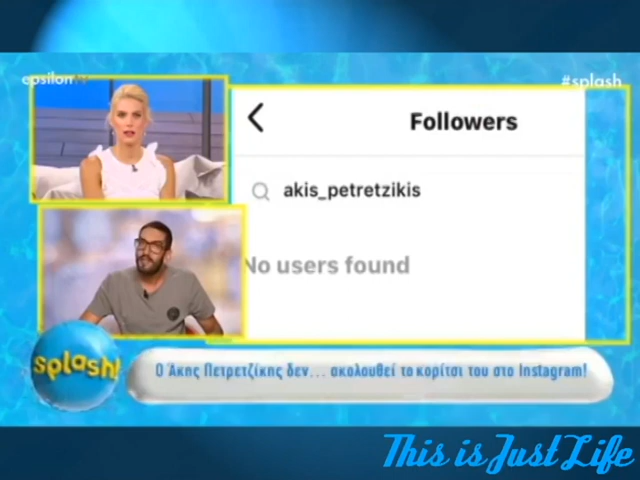 epsilon TV
#splash
Followers
akis_petretzikis
No users found
splash!
Ο Άκης Πετρετζίκης δεν... ακολουθεί το κορίτσι του στο Instagram!
This is Just Life